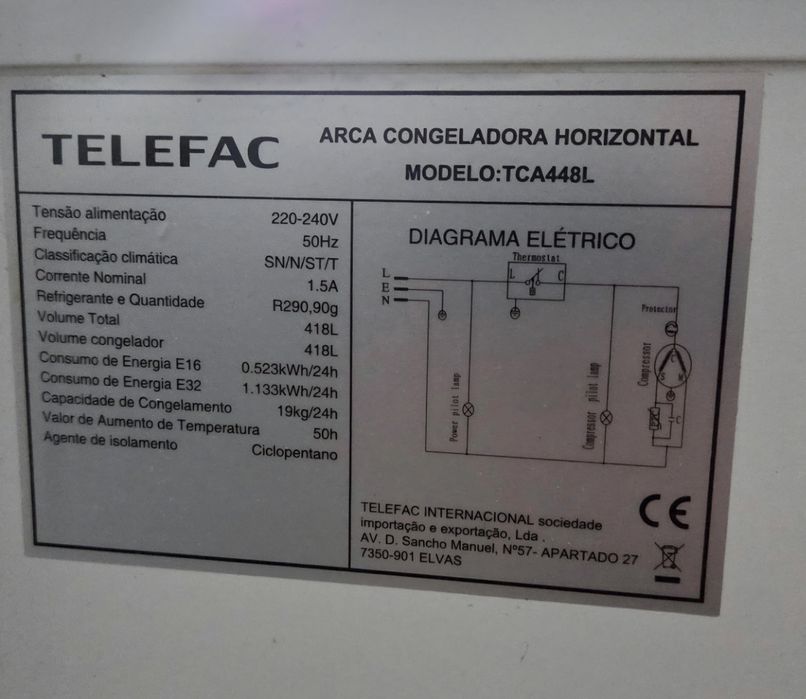 TELEFAC
ARCA CONGELADORA HORIZONTAL
MODELO:TCA448L
Tensão alimentação 220-240V
Frequência 50Hz
Classificação climática SN/N/ST/T
Corrente Nominal 1.5A
Refrigerante e Quantidade R290,90g
Volume Total 418L
Volume congelador 418L
Consumo de Energia E16 0.523kWh/24h
Consumo de Energia E32 1.133kWh/24h
Capacidade de Congelamento 19kg/24h
Valor de Aumento de Temperatura 50h
Agente de isolamento Ciclopentano
DIAGRAMA ELÉTRICO
Thermostat
L
E
N
L C
Protector
Compressor
C
S M
Power pilot lamp
Compressor pilot lamp
PTC
C
TELEFAC INTERNACIONAL sociedade
importação e exportação, Lda .
AV. D. Sancho Manuel, Nº57- APARTADO 27
7350-901 ELVAS
CE